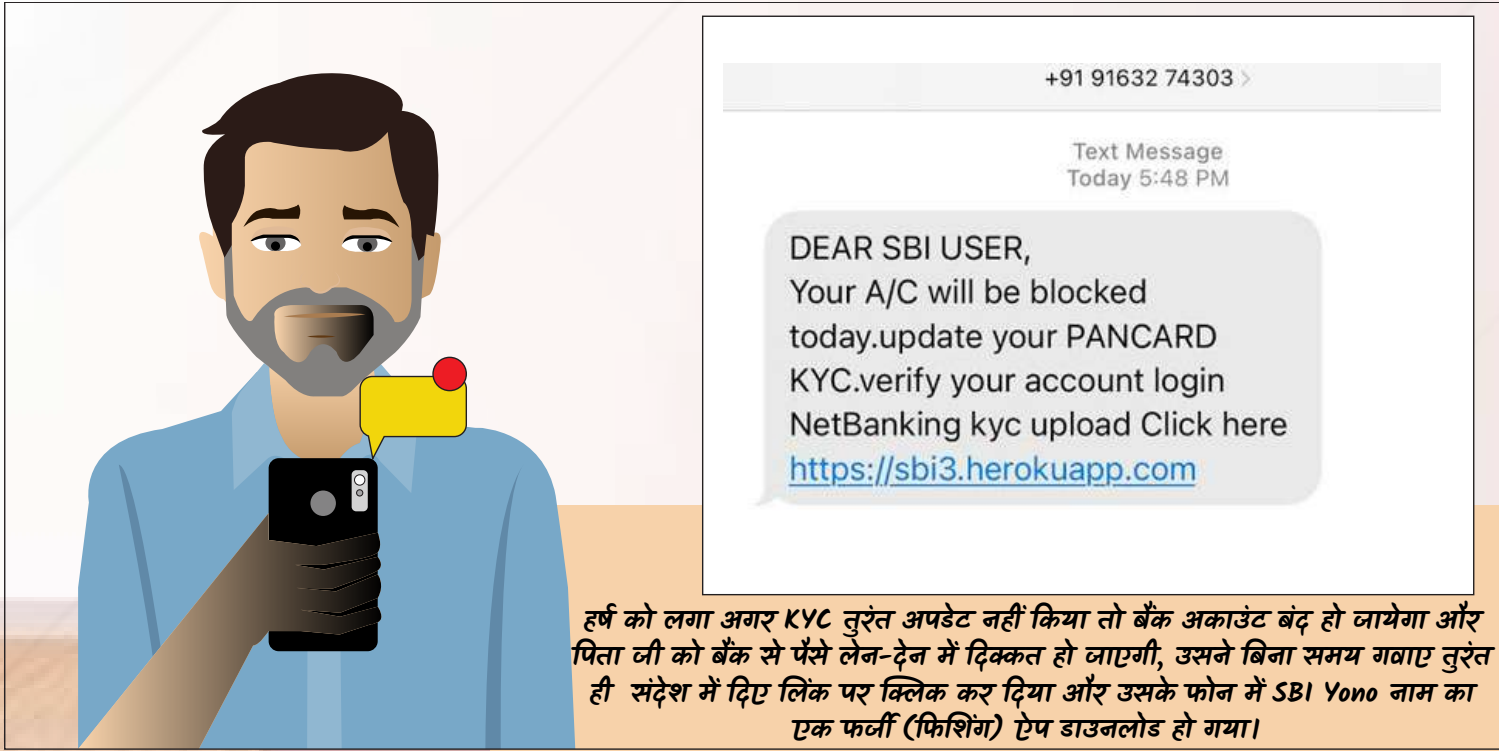 +91 91632 74303 >
Text Message
Today 5:48 PM
DEAR SBI USER,
Your A/C will be blocked
today.update your PANCARD
KYC.verify your account login
NetBanking kyc upload Click here
https://sbi3.herokuapp.com
हर्ष को लगा अगर KYC तुरंत अपडेट नहीं किया तो बैंक अकाउंट बंद हो जायेगा और
पिता जी को बैंक से पैसे लेन-देन में दिक्कत हो जाएगी, उसने बिना समय गवाए तुरंत
ही संदेश में दिए लिंक पर क्लिक कर दिया और उसके फोन में SBI Yono नाम का
एक फर्जी (फिशिंग) ऐप डाउनलोड हो गया।